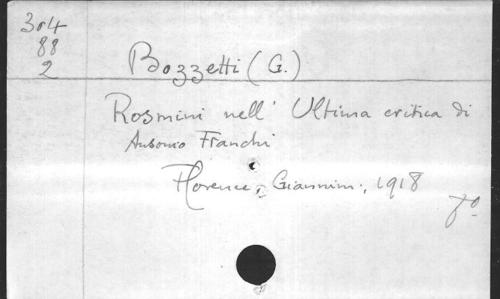 304
88
2
Bozzetti (G.)
Rosmini nell' Ultima critica di
Ausonio Franchi
Florence, Giannini, 1918
8°